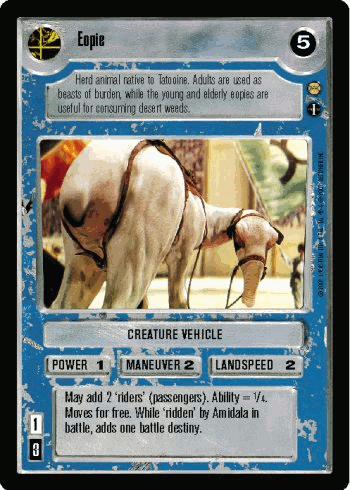 Eopie
5
Herd animal native to Tatooine. Adults are used as
beasts of burden, while the young and elderly eopies are
useful for consuming desert weeds.
CREATURE VEHICLE
POWER 1 MANEUVER 2 LANDSPEED 2
May add 2 'riders' (passengers). Ability = 1/4.
Moves for free. While 'ridden' by Amidala in
battle, adds one battle destiny.
1
3